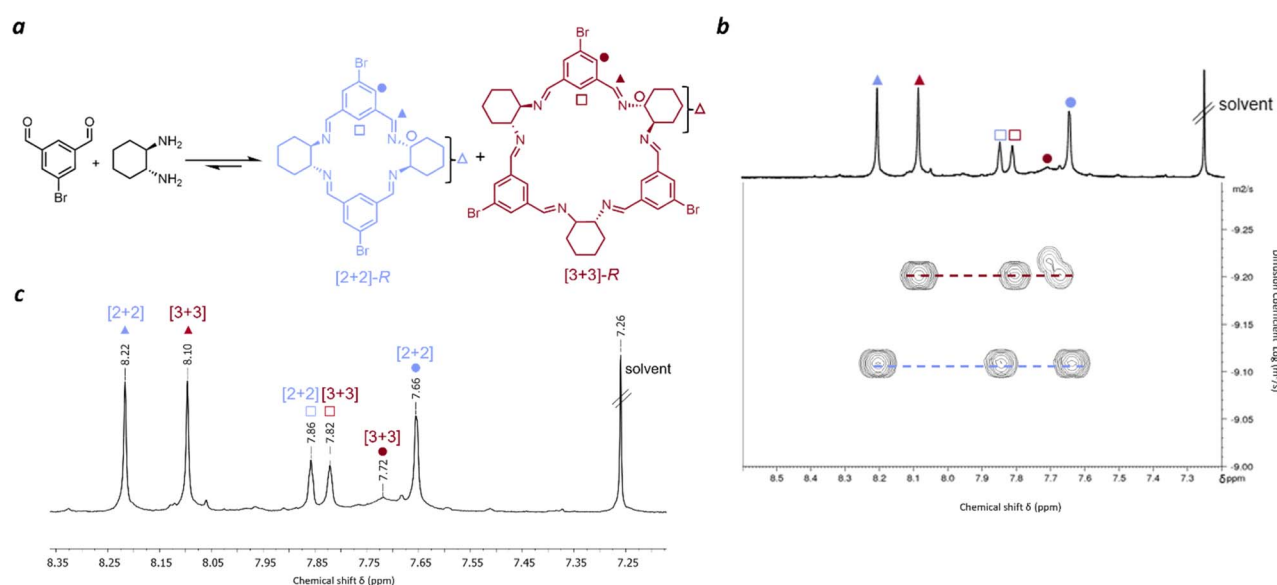 a
Br
Br
O
O
Br
+
NH2
NH2
N
N
N
N
Br
[2+2]-R
+
N
N
N
N
N
N
Br
Br
[3+3]-R
b
solvent
m2/s
-9.25
-9.20
-9.15
-9.10
-9.05
-9.00
8.5 8.4 8.3 8.2 8.1 8.0 7.9 7.8 7.7 7.6 7.5 7.4 7.3 δ ppm
Chemical shift δ (ppm)
c
[2+2]
8.22
[3+3]
8.10
[2+2]
7.86
[3+3]
7.82
[3+3]
7.72
[2+2]
7.66
7.26
solvent
8.35 8.25 8.15 8.05 7.95 7.85 7.75 7.65 7.55 7.45 7.35 7.25
Chemical shift δ (ppm)